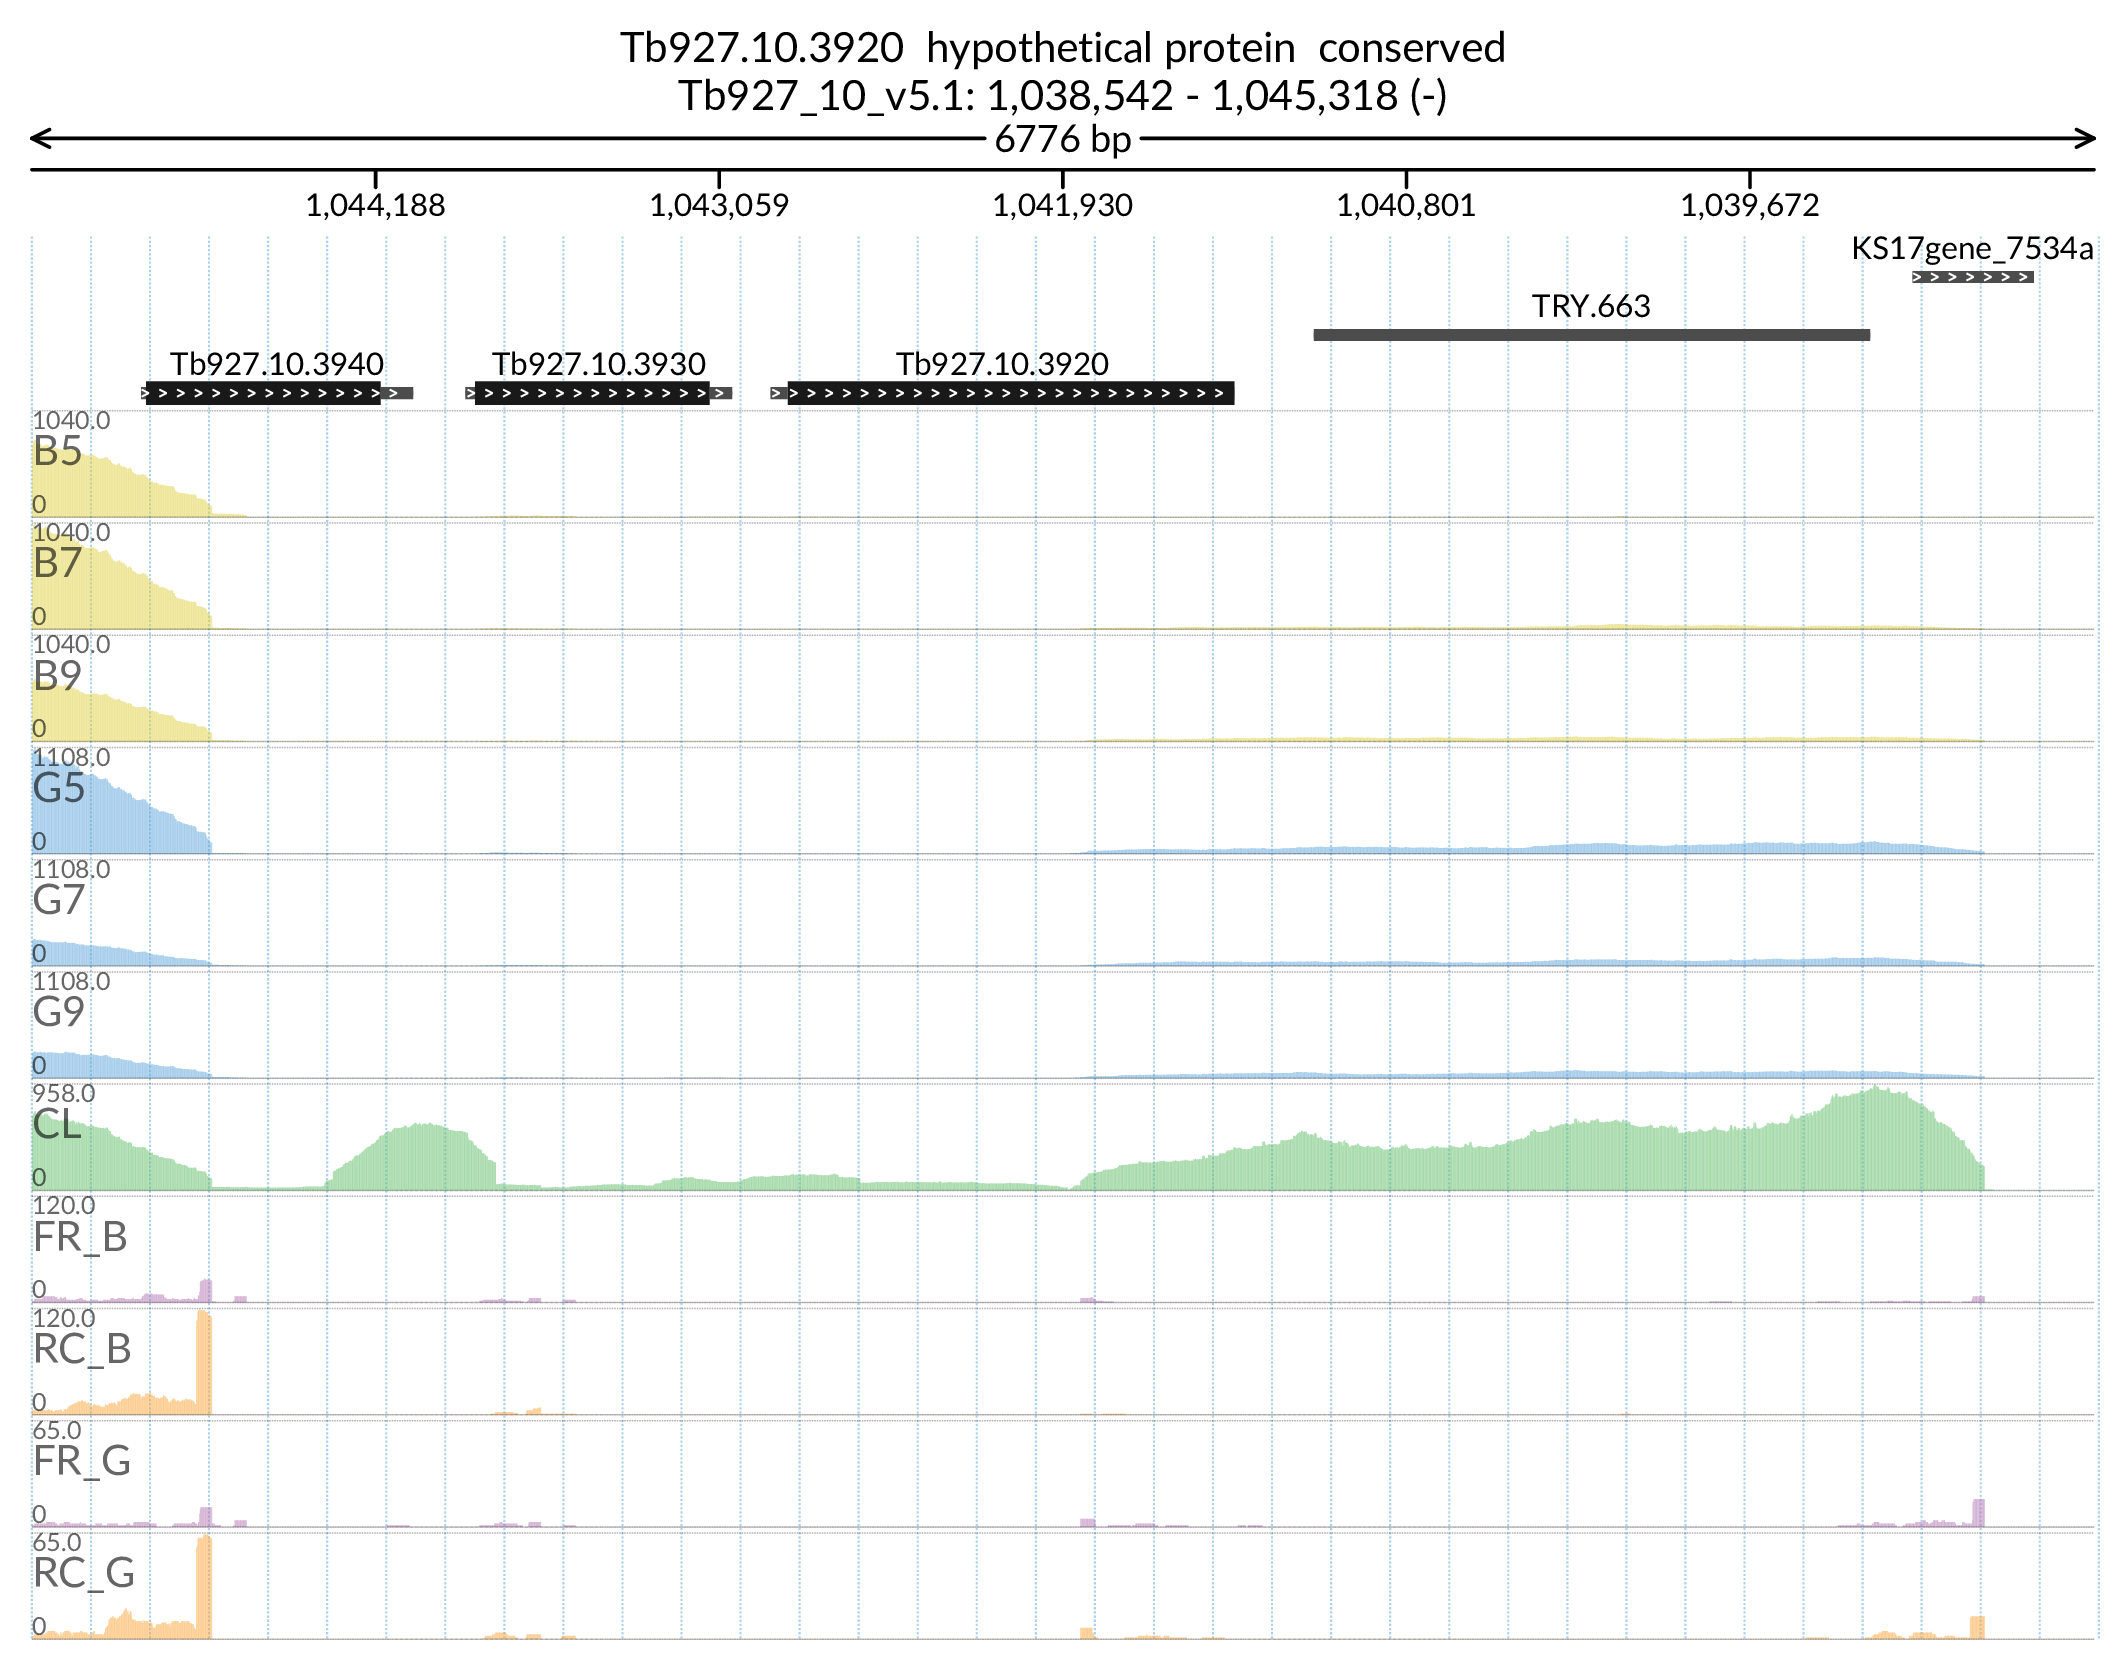 Tb927.10.3920 hypothetical protein conserved
Tb927_10_v5.1: 1,038,542 - 1,045,318 (-)
6776 bp
1,044,188 1,043,059 1,041,930 1,040,801 1,039,672
KS17gene_7534a
TRY.663
Tb927.10.3940 Tb927.10.3930 Tb927.10.3920
1040.0
B5
0
1040.0
B7
0
1040.0
B9
0
1108.0
G5
0
1108.0
G7
0
1108.0
G9
0
958.0
CL
0
120.0
FR_B
0
120.0
RC_B
0
65.0
FR_G
0
65.0
RC_G
0